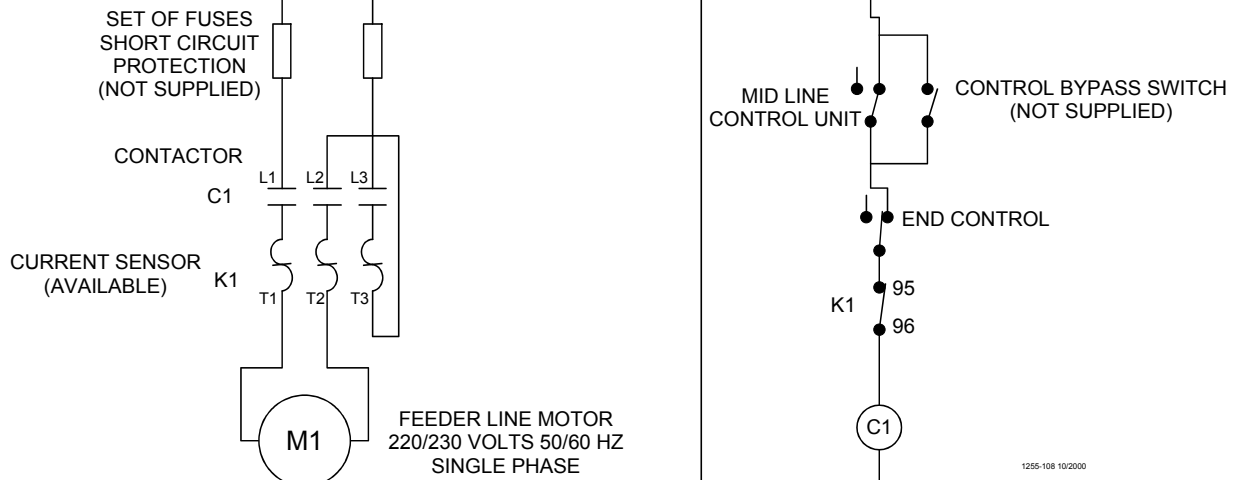 SET OF FUSES
SHORT CIRCUIT
PROTECTION
(NOT SUPPLIED)
CONTACTOR
C1
L1
L2
L3
CURRENT SENSOR
(AVAILABLE)
K1
T1
T2
T3
M1
FEEDER LINE MOTOR
220/230 VOLTS 50/60 HZ
SINGLE PHASE
MID LINE
CONTROL UNIT
CONTROL BYPASS SWITCH
(NOT SUPPLIED)
END CONTROL
K1
95
96
C1
1255-108 10/2000